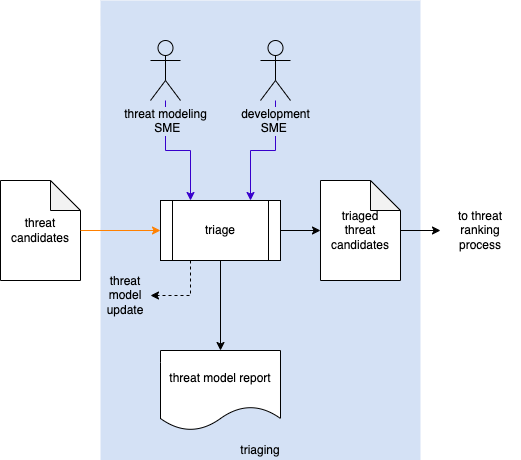 threat modeling
SME
development
SME
threat
candidates
triage
triaged
threat
candidates
to threat
ranking
process
threat
model
update
threat model report
triaging